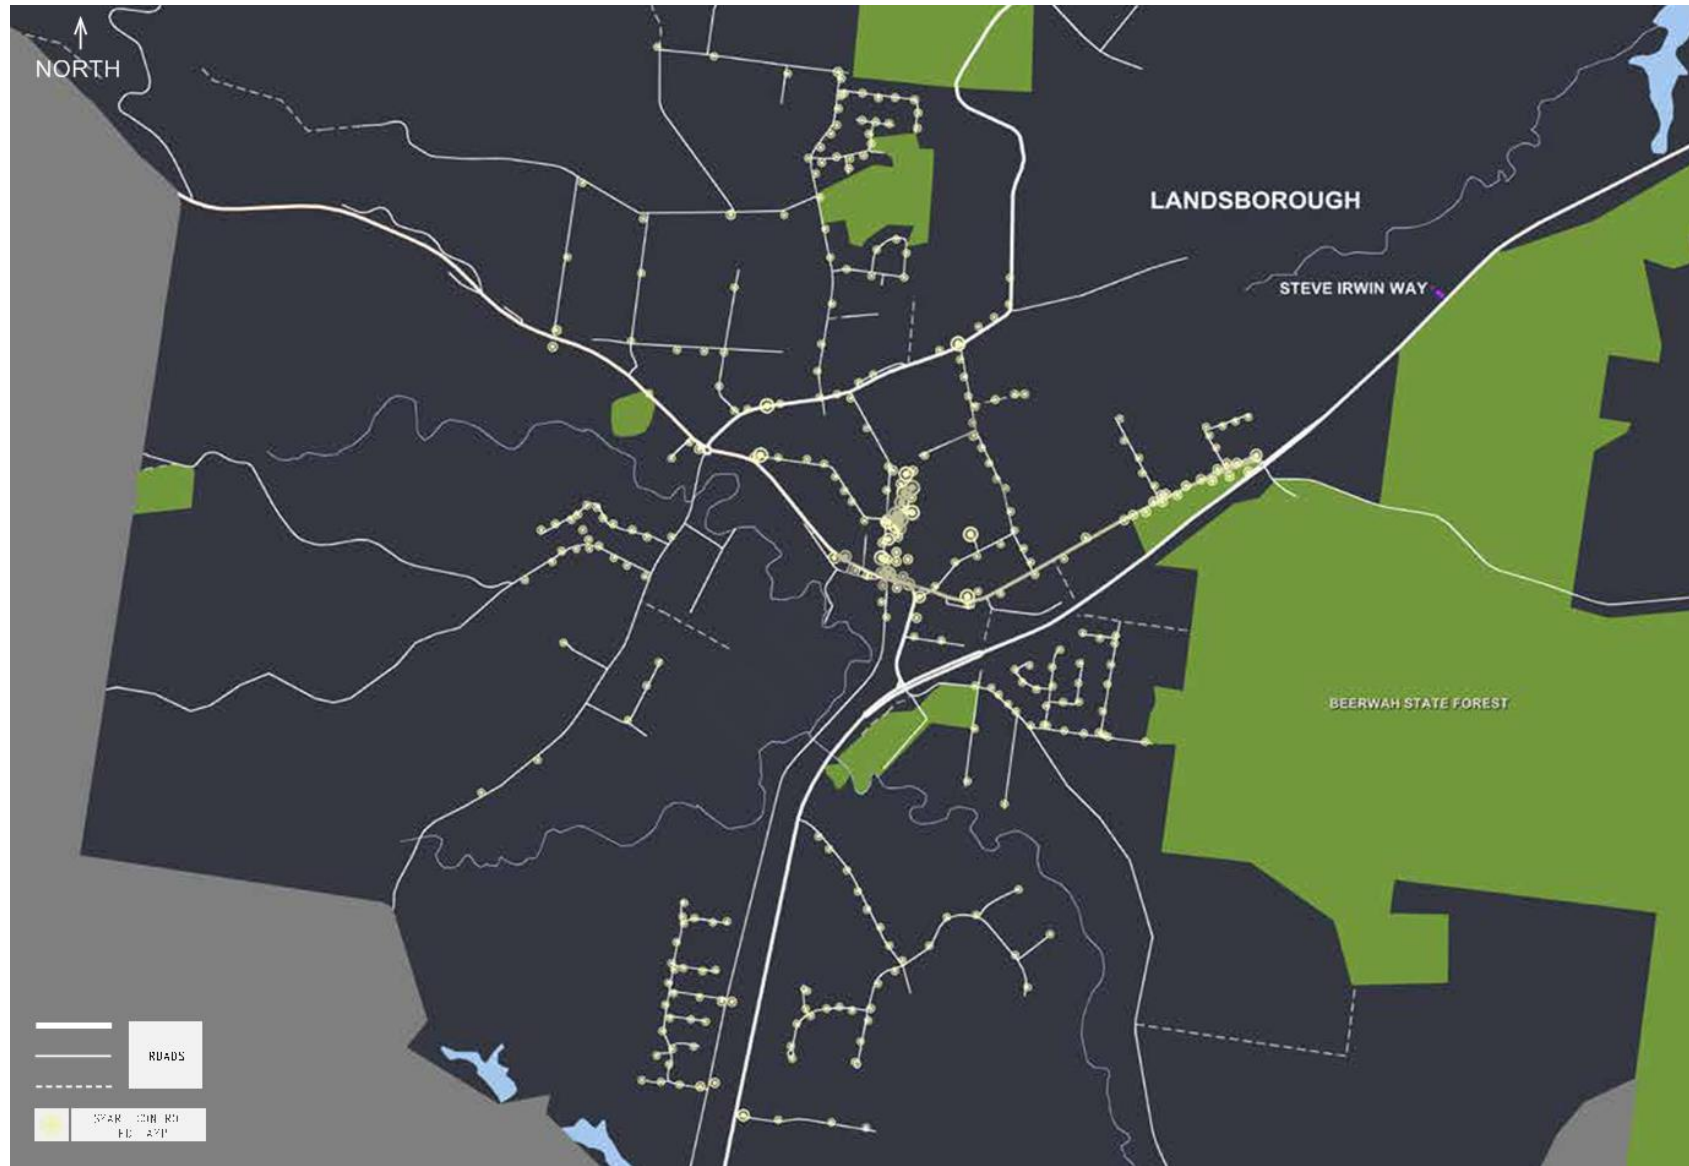 NORTH
LANDSBOROUGH
STEVE IRWIN WAY
BEERWAH STATE FOREST
ROADS